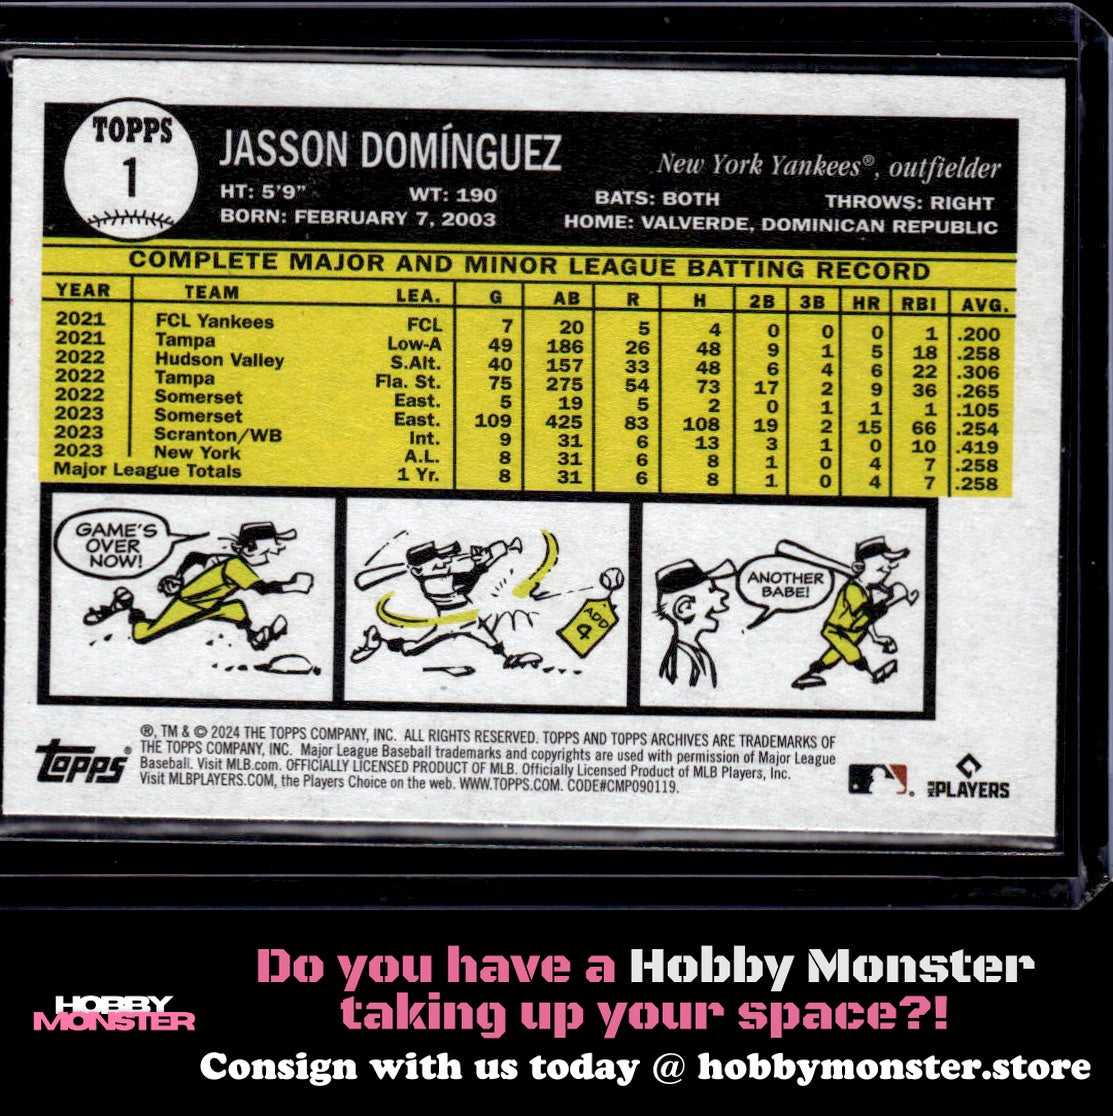 TOPPS
1
JASSON DOMÍNGUEZ
New York Yankees®, outfielder
HT: 5'9" WT: 190 BATS: BOTH THROWS: RIGHT
BORN: FEBRUARY 7, 2003 HOME: VALVERDE, DOMINICAN REPUBLIC
COMPLETE MAJOR AND MINOR LEAGUE BATTING RECORD
YEAR TEAM LEA. G AB R H 2B 3B HR RBI AVG.
2021 FCL Yankees FCL 7 20 5 4 0 0 0 1 .200
2021 Tampa Low-A 49 186 26 48 9 1 5 18 .258
2022 Hudson Valley S.Alt. 40 157 33 48 6 4 6 22 .306
2022 Tampa Fla. St. 75 275 54 73 17 2 9 36 .265
2022 Somerset East. 5 19 5 2 0 1 1 1 .105
2023 Somerset East. 109 425 83 108 19 2 15 66 .254
2023 Scranton/WB Int. 9 31 6 13 3 1 0 10 .419
2023 New York A.L. 8 31 6 8 1 0 4 7 .258
Major League Totals 1 Yr. 8 31 6 8 1 0 4 7 .258
GAME'S
OVER
NOW!
ADD
4
ANOTHER
BABE!
topps®
®, TM & © 2024 THE TOPPS COMPANY, INC. ALL RIGHTS RESERVED. TOPPS AND TOPPS ARCHIVES ARE TRADEMARKS OF
THE TOPPS COMPANY, INC. Major League Baseball trademarks and copyrights are used with permission of Major League
Baseball. Visit MLB.com. OFFICIALLY LICENSED PRODUCT OF MLB. Officially Licensed Product of MLB Players, Inc.
Visit MLBPLAYERS.COM, the Players Choice on the web. WWW.TOPPS.COM. CODE#CMP090119.
MLB PLAYERS
Do you have a Hobby Monster
taking up your space?!
HOBBY
MONSTER
Consign with us today @ hobbymonster.store